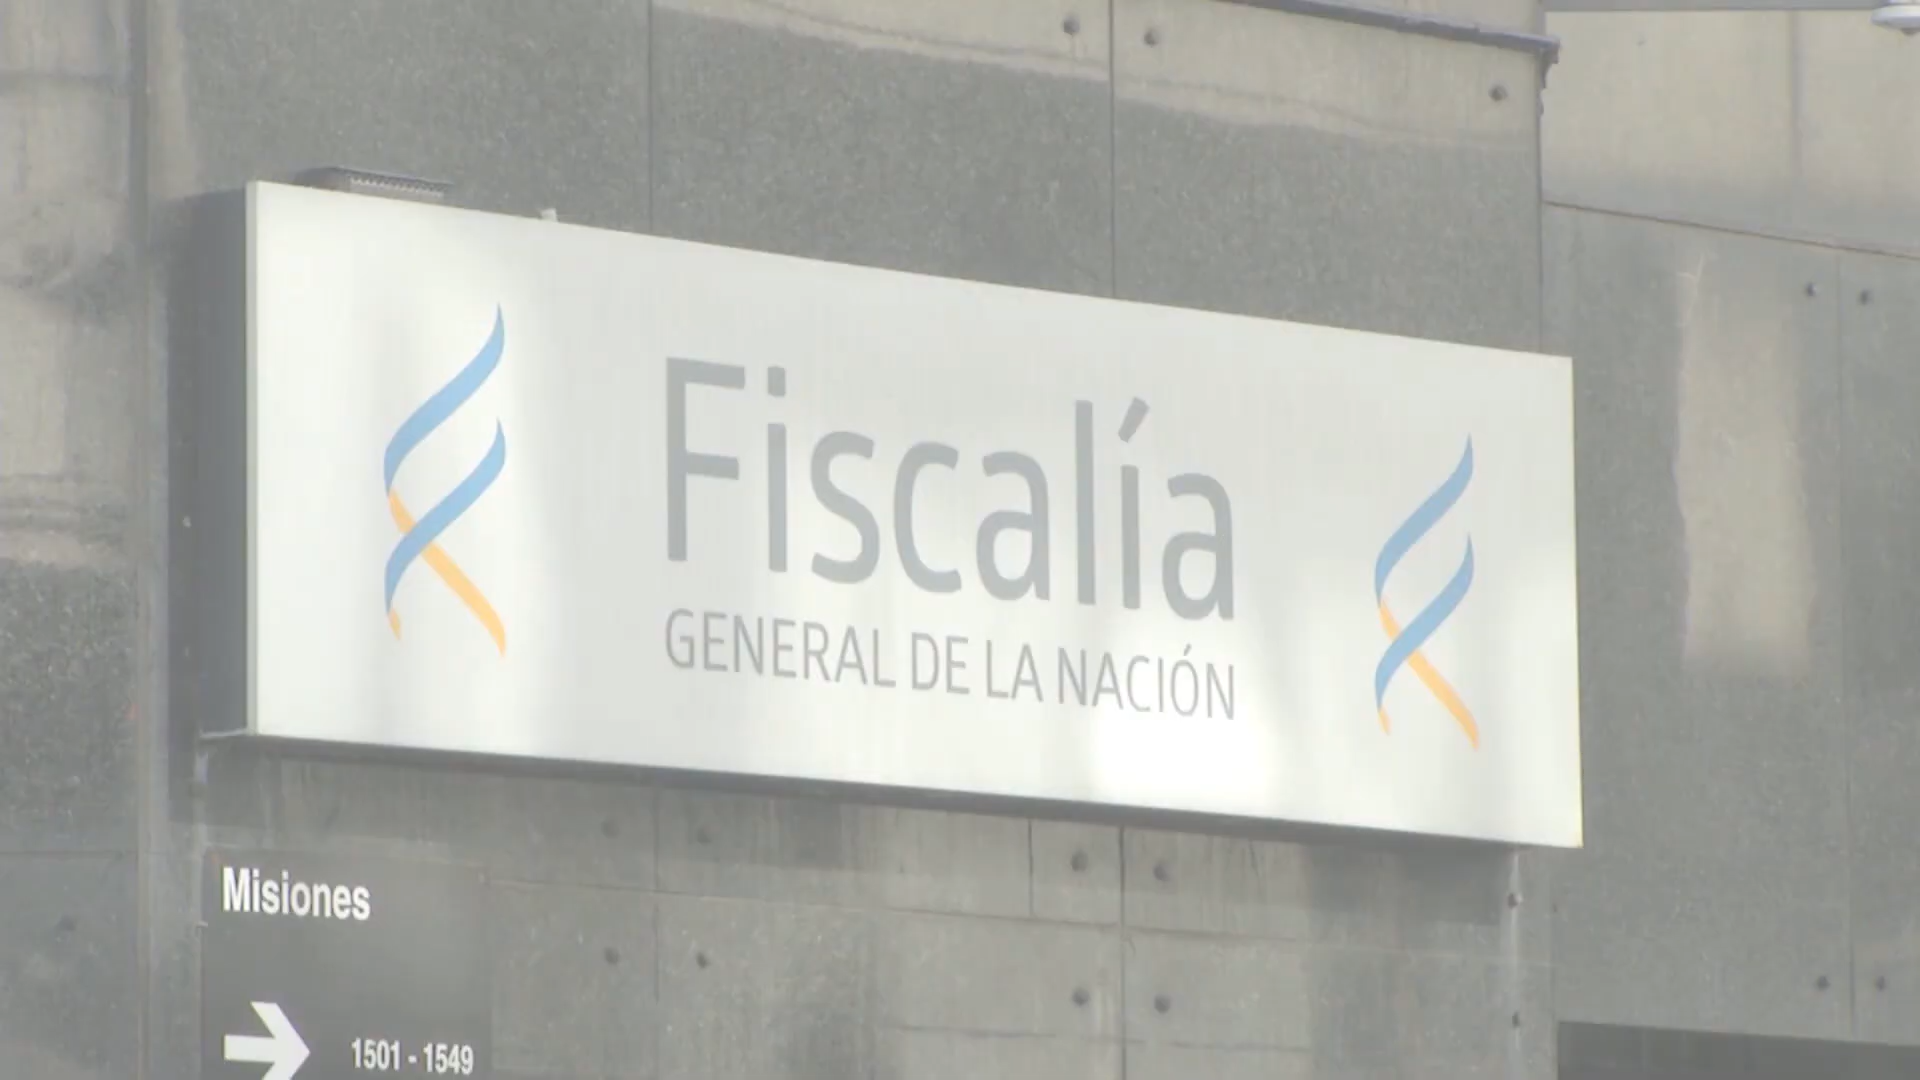 Fiscalía
GENERAL DE LA NACIÓN
Misiones
1501 - 1549